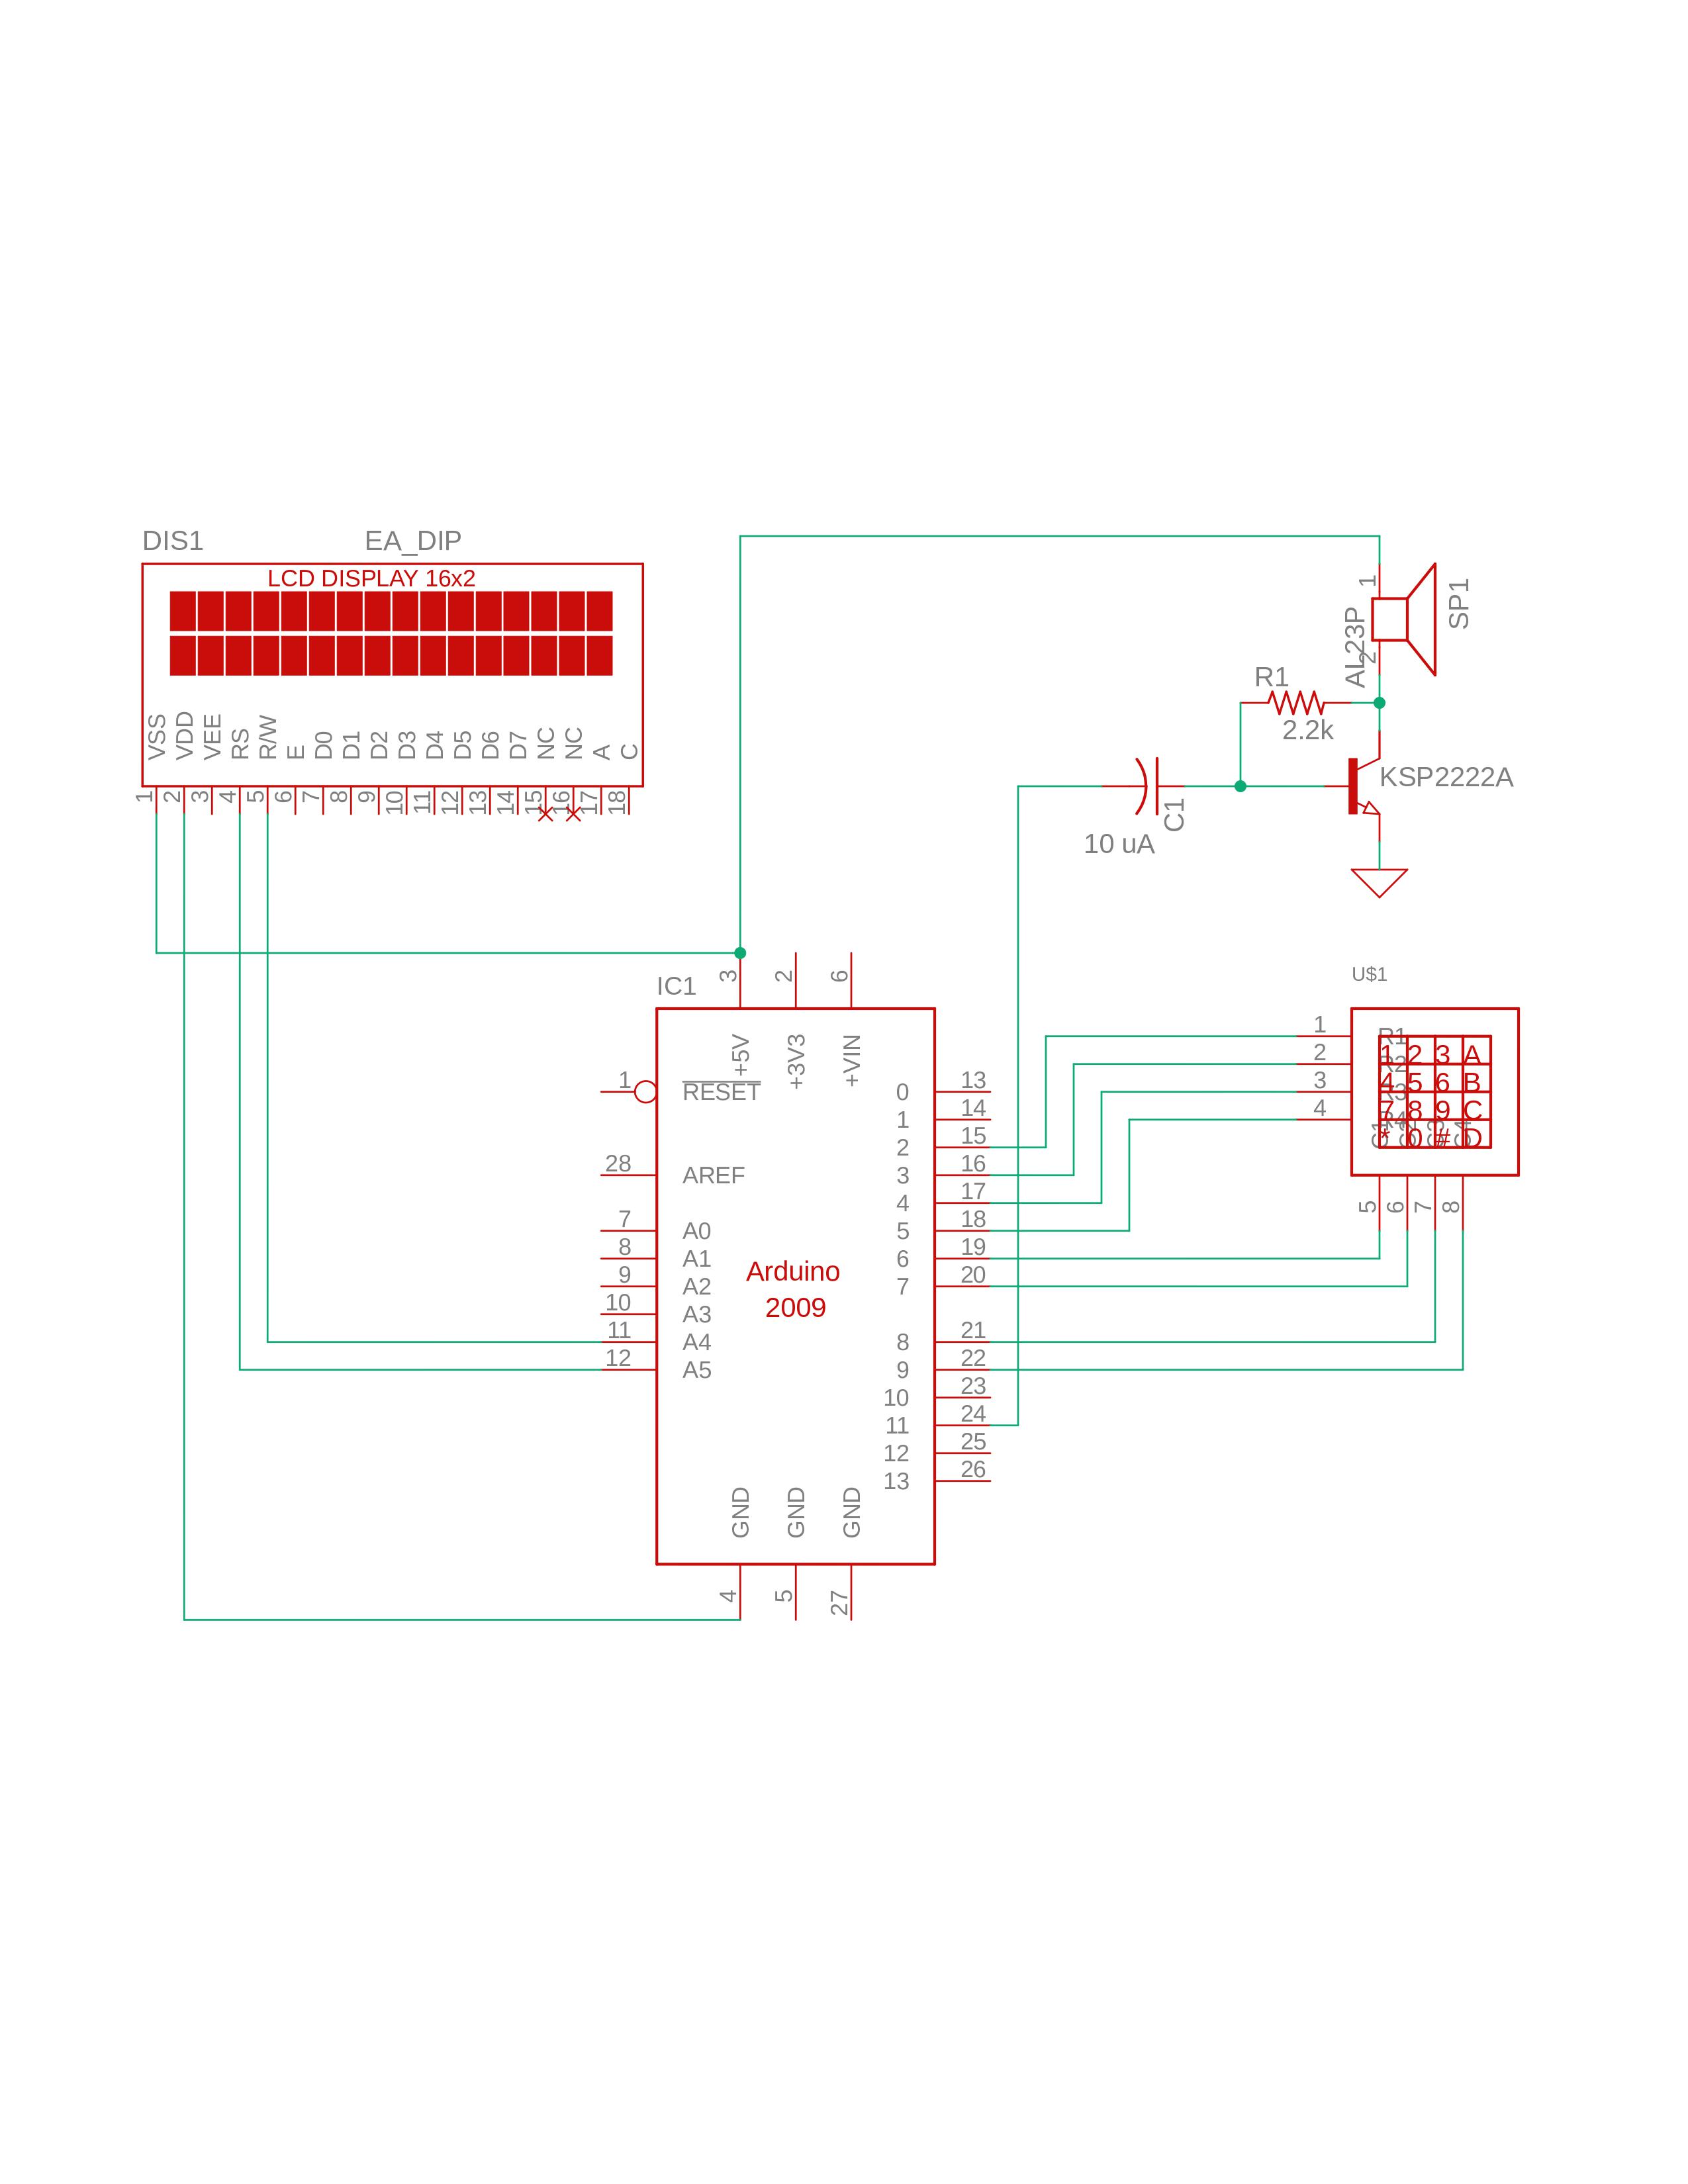 DIS1 EA_DIP
LCD DISPLAY 16x2
VSS VDD VEE RS R/W E D0 D1 D2 D3 D4 D5 D6 D7 NC NC A C
1 2 3 4 5 6 7 8 9 10 11 12 13 14 15 16 17 18
1
SP1
AL23P
2
R1
2.2k
KSP2222A
C1
10 uA
IC1
3 2 6
+5V +3V3 +VIN
1 RESET
28 AREF
7 A0
8 A1
9 A2
10 A3
11 A4
12 A5
Arduino
2009
0 13
1 14
2 15
3 16
4 17
5 18
6 19
7 20
8 21
9 22
10 23
11 24
12 25
13 26
GND GND GND
4 5 27
U$1
1 R1
2 R2
3 R3
4 R4
1 2 3 A
4 5 6 B
7 8 9 C
* 0 # D
C1 C2 C3 C4
5 6 7 8